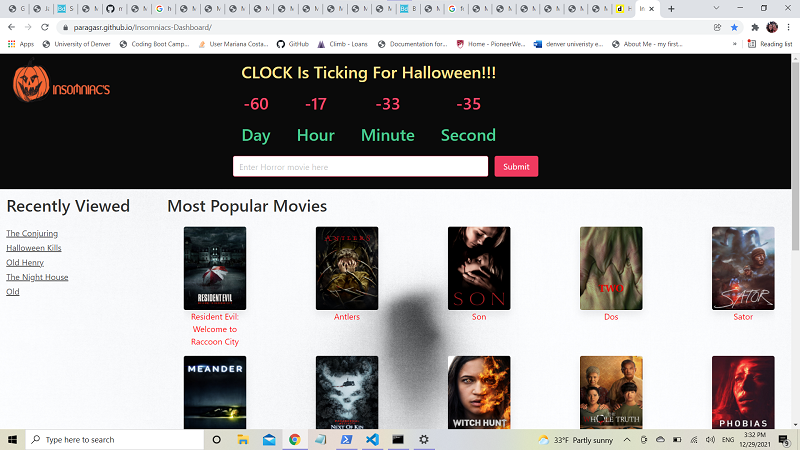 In
paragasr.github.io/Insomniacs-Dashboard/
Apps
University of Denver
Coding Boot Camp...
User Mariana Costa...
GitHub
Climb - Loans
Documentation for...
Home - PioneerWe...
denver univeristy e...
About Me - my first...
»
Reading list
INSOMNIAC'S
CLOCK Is Ticking For Halloween!!!
-60 -17 -33 -35
Day Hour Minute Second
Enter Horror movie here
Submit
Recently Viewed
The Conjuring
Halloween Kills
Old Henry
The Night House
Old
Most Popular Movies
RESIDENT EVIL
Resident Evil:
Welcome to
Raccoon City
ANTLERS
Antlers
SON
Son
TWO
Dos
SATOR
Sator
MEANDER
NEXT OF KIN
WITCH HUNT
THE HOLE TRUTH
PHOBIAS
Type here to search
33°F Partly sunny
ENG
3:32 PM
12/29/2021